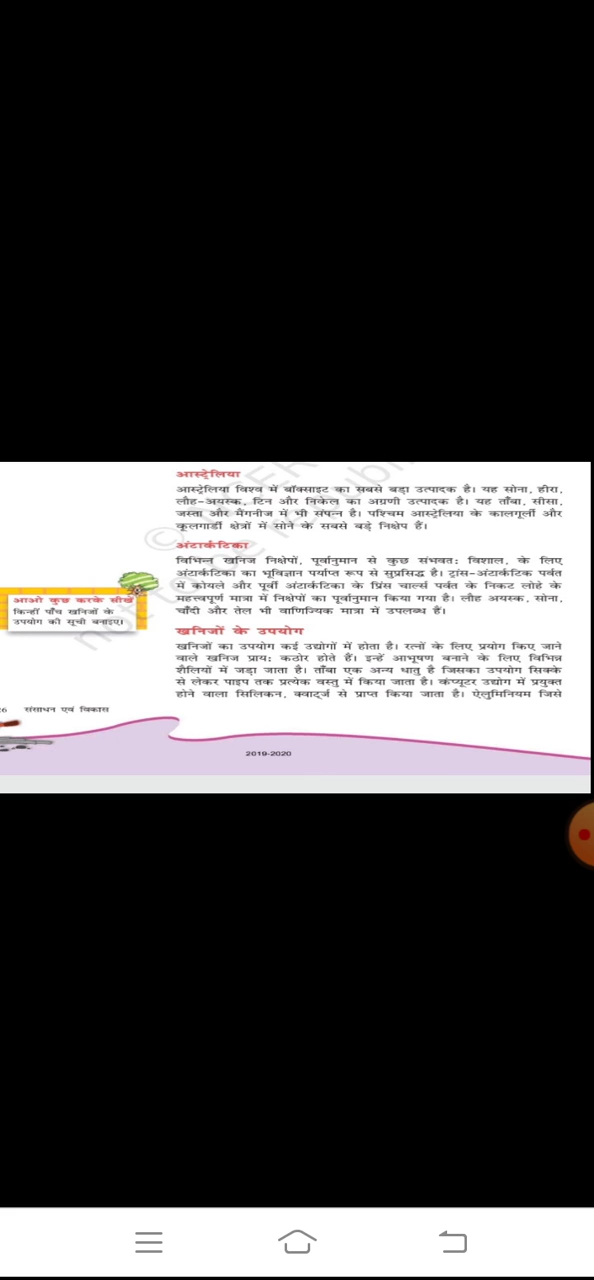 आस्ट्रेलिया
आस्ट्रेलिया विश्व में बॉक्साइट का सबसे बड़ा उत्पादक है। यह सोना, हीरा,
लौह-अयस्क, टिन और निकेल का अग्रणी उत्पादक है। यह ताँबा, सीसा,
जस्ता और मैंगनीज में भी संपन्न है। पश्चिम आस्ट्रेलिया के कालगूर्ली और
कूलगार्डी क्षेत्रों में सोने के सबसे बड़े निक्षेप हैं।
अंटार्कटिका
विभिन्न खनिज निक्षेपों, पूर्वानुमान से कुछ संभवत: विशाल, के लिए
अंटार्कटिका का भूविज्ञान पर्याप्त रूप से सुप्रसिद्ध है। ट्रांस-अंटार्कटिक पर्वत
में कोयले और पूर्वी अंटार्कटिका के प्रिंस चार्ल्स पर्वत के निकट लोहे के
महत्त्वपूर्ण मात्रा में निक्षेपों का पूर्वानुमान किया गया है। लौह अयस्क, सोना,
चाँदी और तेल भी वाणिज्यिक मात्रा में उपलब्ध हैं।
आओ कुछ करके सीखें
किन्हीं पाँच खनिजों के
उपयोग की सूची बनाइए।
खनिजों के उपयोग
खनिजों का उपयोग कई उद्योगों में होता है। रत्नों के लिए प्रयोग किए जाने
वाले खनिज प्राय: कठोर होते हैं। इन्हें आभूषण बनाने के लिए विभिन्न
शैलियों में जड़ा जाता है। ताँबा एक अन्य धातु है जिसका उपयोग सिक्के
से लेकर पाइप तक प्रत्येक वस्तु में किया जाता है। कंप्यूटर उद्योग में प्रयुक्त
होने वाला सिलिकन, क्वार्ट्ज से प्राप्त किया जाता है। ऐलुमिनियम जिसे
26 संसाधन एवं विकास
2019-2020